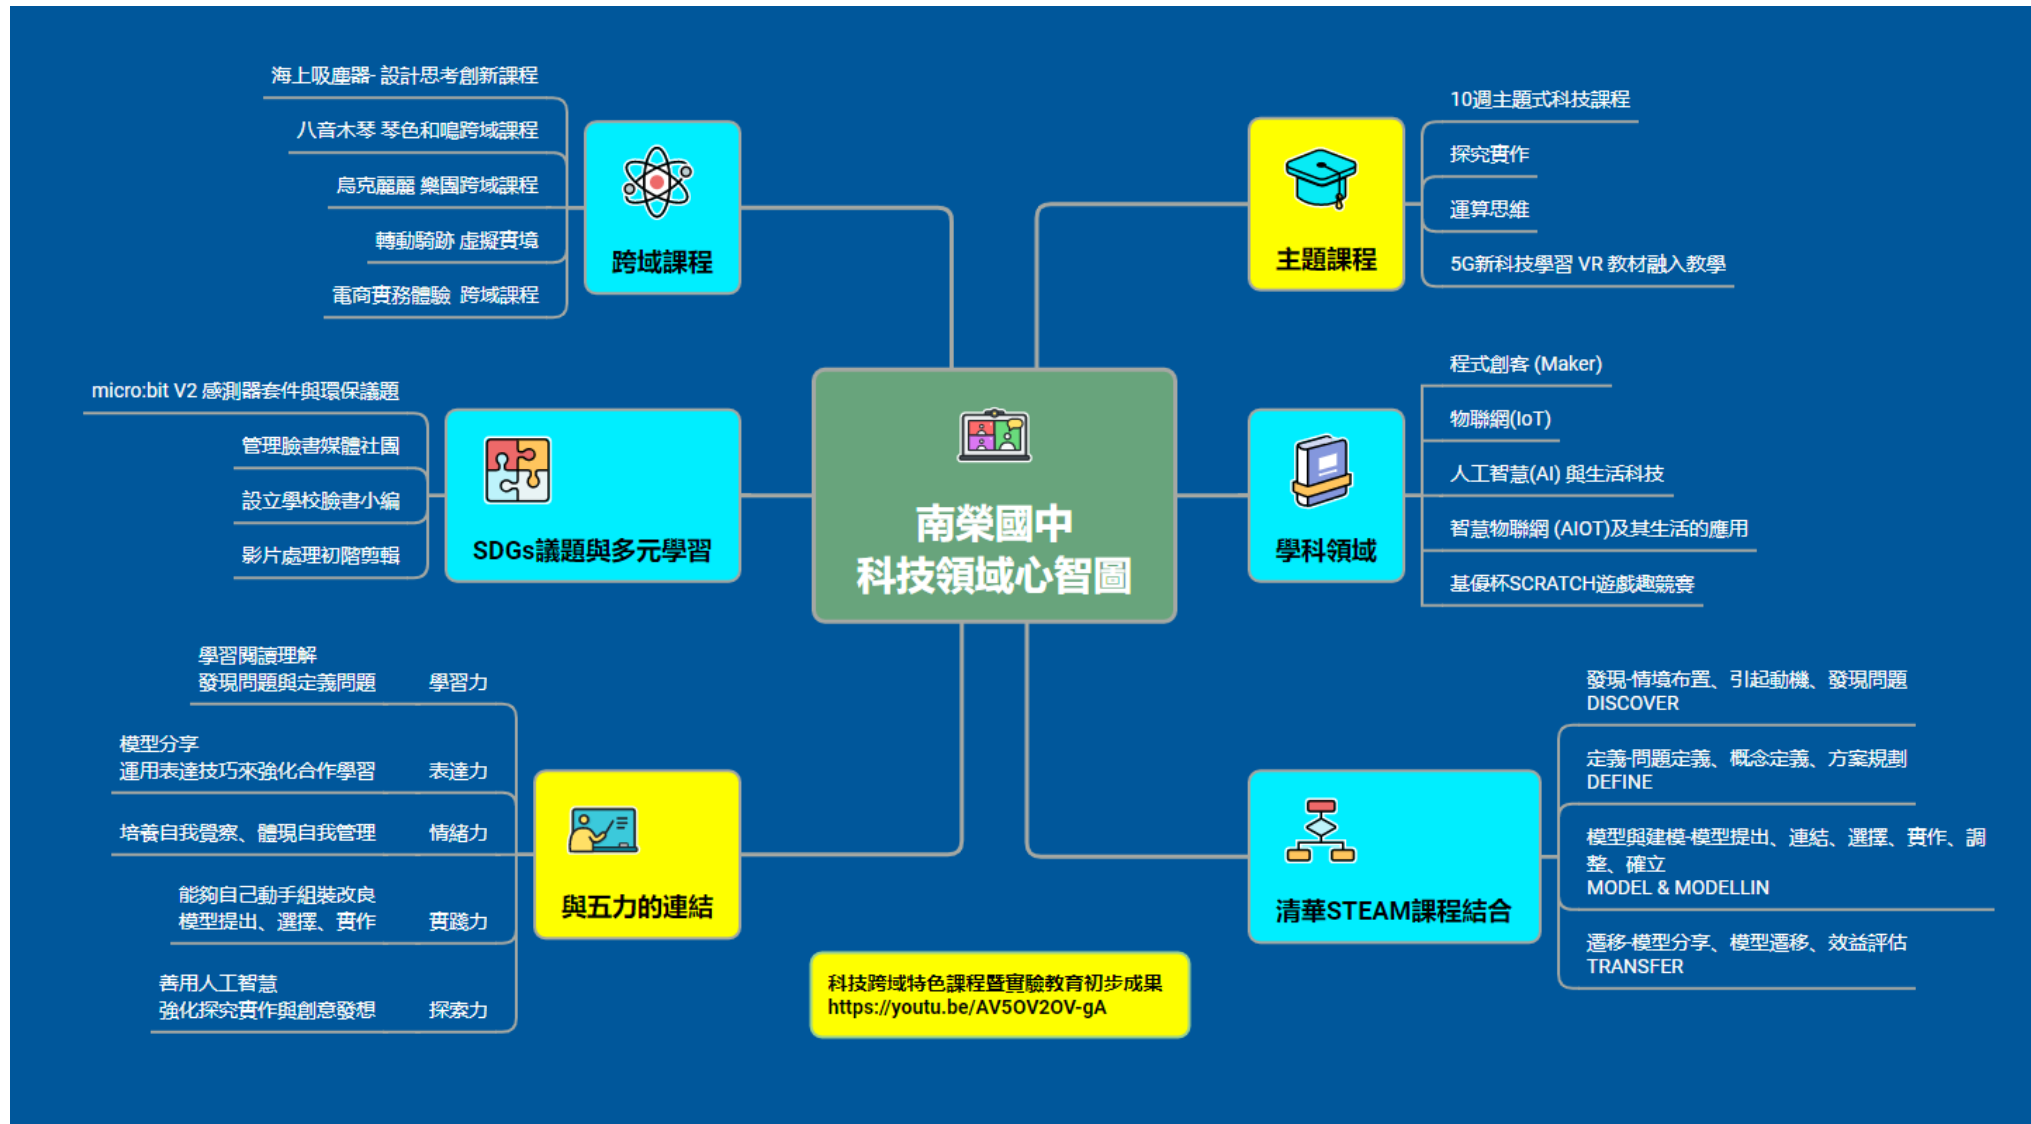 海上吸塵器- 設計思考創新課程
八音木琴 琴色和鳴跨域課程
烏克麗麗 樂團跨域課程
轉動騎跡 虛擬實境
電商實務體驗 跨域課程
跨域課程
micro:bit V2 感測器套件與環保議題
管理臉書媒體社團
設立學校臉書小編
影片處理初階剪輯
SDGs議題與多元學習
學習閱讀理解
發現問題與定義問題 學習力
模型分享
運用表達技巧來強化合作學習 表達力
培養自我覺察、體現自我管理 情緒力
能夠自己動手組裝改良
模型提出、選擇、實作 實踐力
善用人工智慧
強化探究實作與創意發想 探索力
與五力的連結
南榮國中
科技領域心智圖
主題課程
10週主題式科技課程
探究實作
運算思維
5G新科技學習 VR 教材融入教學
學科領域
程式創客 (Maker)
物聯網(IoT)
人工智慧(AI) 與生活科技
智慧物聯網 (AIOT)及其生活的應用
基優杯SCRATCH遊戲趣競賽
清華STEAM課程結合
發現-情境布置、引起動機、發現問題
DISCOVER
定義-問題定義、概念定義、方案規劃
DEFINE
模型與建模-模型提出、連結、選擇、實作、調
整、確立
MODEL & MODELLIN
遷移-模型分享、模型遷移、效益評估
TRANSFER
科技跨域特色課程暨實驗教育初步成果
https://youtu.be/AV5OV2OV-gA